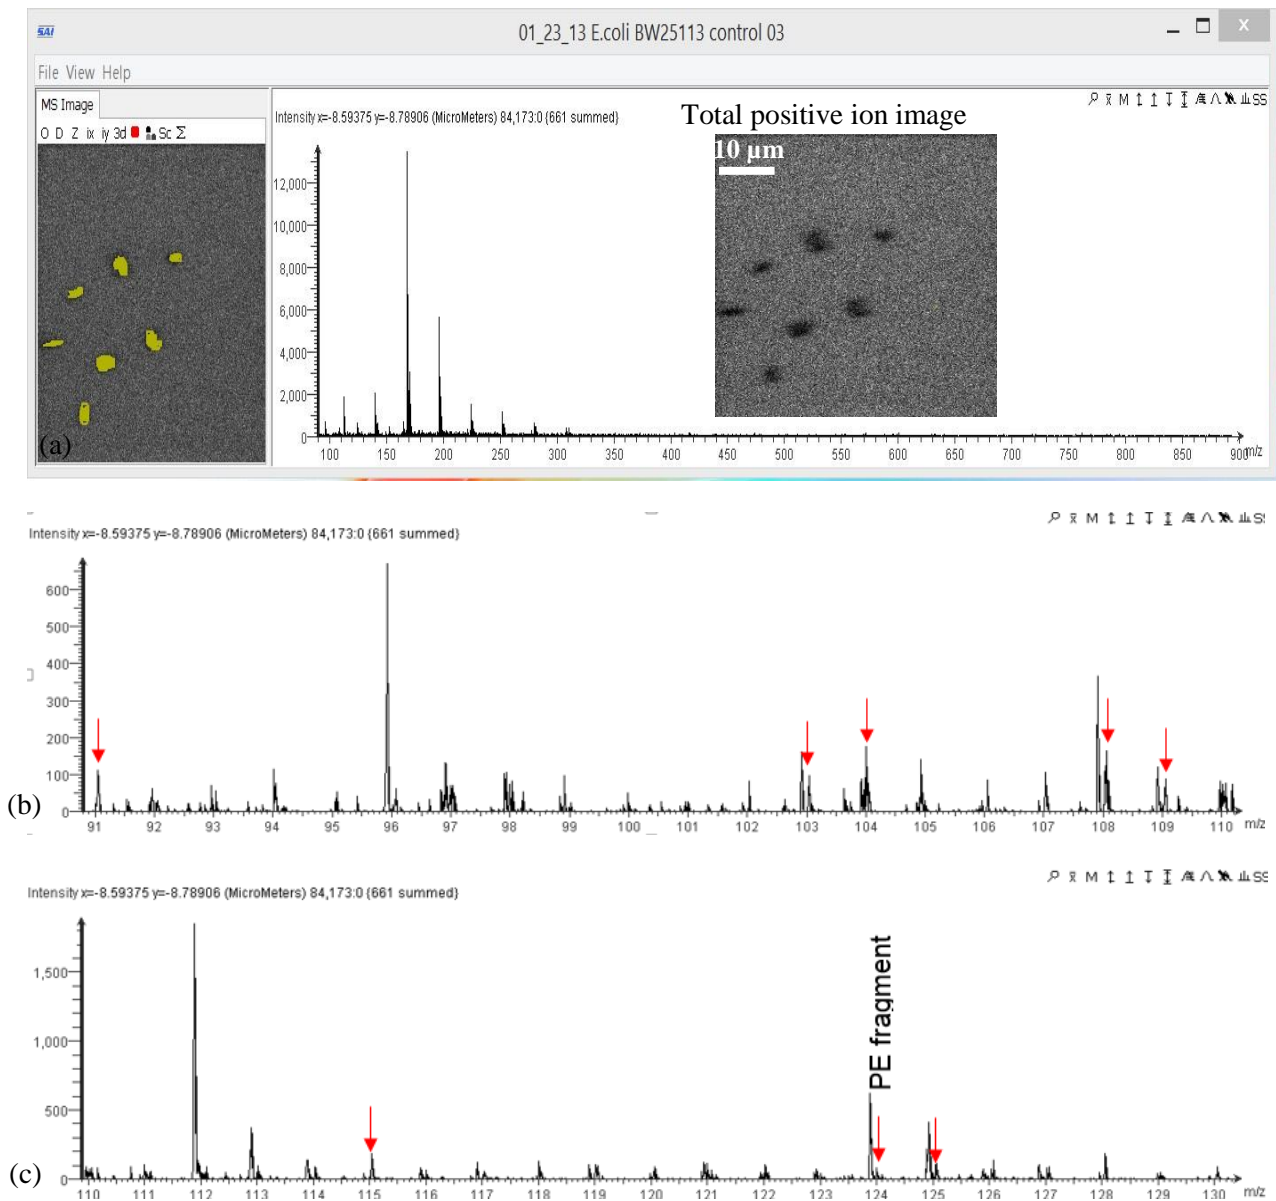 SAI
01_23_13 E.coli BW25113 control 03
File View Help
MS Image
O D Z ix iy 3d Sc Σ
Intensity x=-8.59375 y=-8.78906 (MicroMeters) 84,173:0 {661 summed}
Total positive ion image
10 µm
12,000
10,000
8,000
6,000
4,000
2,000
0
(a)
100 150 200 250 300 350 400 450 500 550 600 650 700 750 800 850 900 m/z
Intensity x=-8.59375 y=-8.78906 (MicroMeters) 84,173:0 {661 summed}
600
500
400
300
200
100
0
(b)
91 92 93 94 95 96 97 98 99 100 101 102 103 104 105 106 107 108 109 110 m/z
Intensity x=-8.59375 y=-8.78906 (MicroMeters) 84,173:0 {661 summed}
PE fragment
1,500
1,000
500
0
(c)
110 111 112 113 114 115 116 117 118 119 120 121 122 123 124 125 126 127 128 129 130 m/z